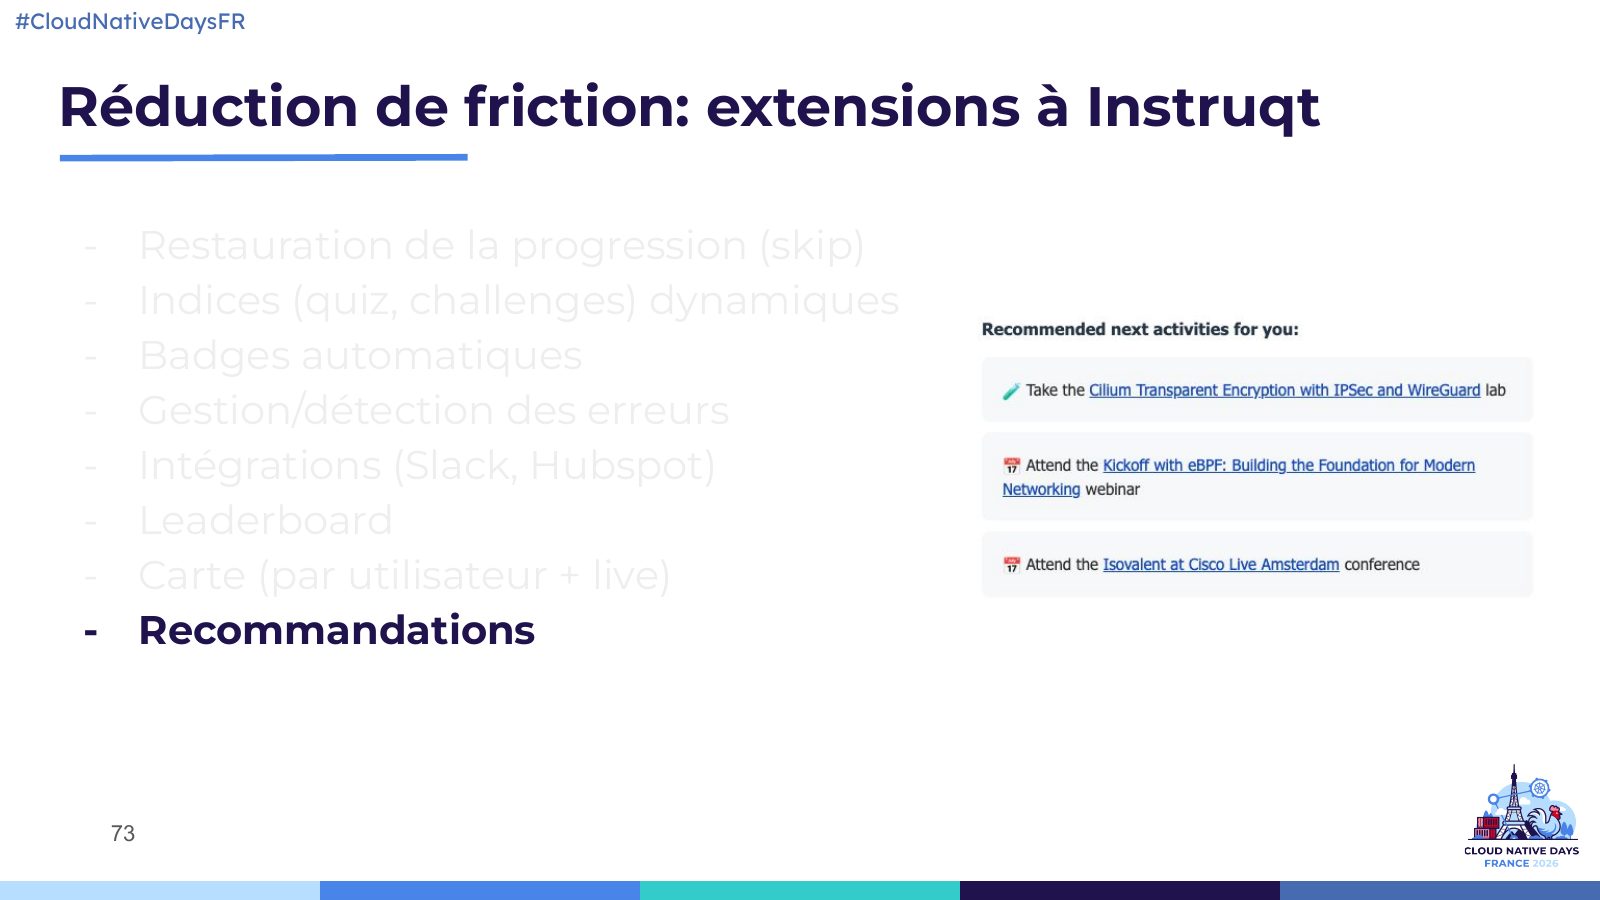 #CloudNativeDaysFR
Réduction de friction: extensions à Instruqt
- Restauration de la progression (skip)
- Indices (quiz, challenges) dynamiques
- Badges automatiques
- Gestion/détection des erreurs
- Intégrations (Slack, Hubspot)
- Leaderboard
- Carte (par utilisateur + live)
- Recommandations
Recommended next activities for you:
Take the Cilium Transparent Encryption with IPSec and WireGuard lab
Attend the Kickoff with eBPF: Building the Foundation for Modern
Networking webinar
Attend the Isovalent at Cisco Live Amsterdam conference
73
CLOUD NATIVE DAYS
FRANCE 2026